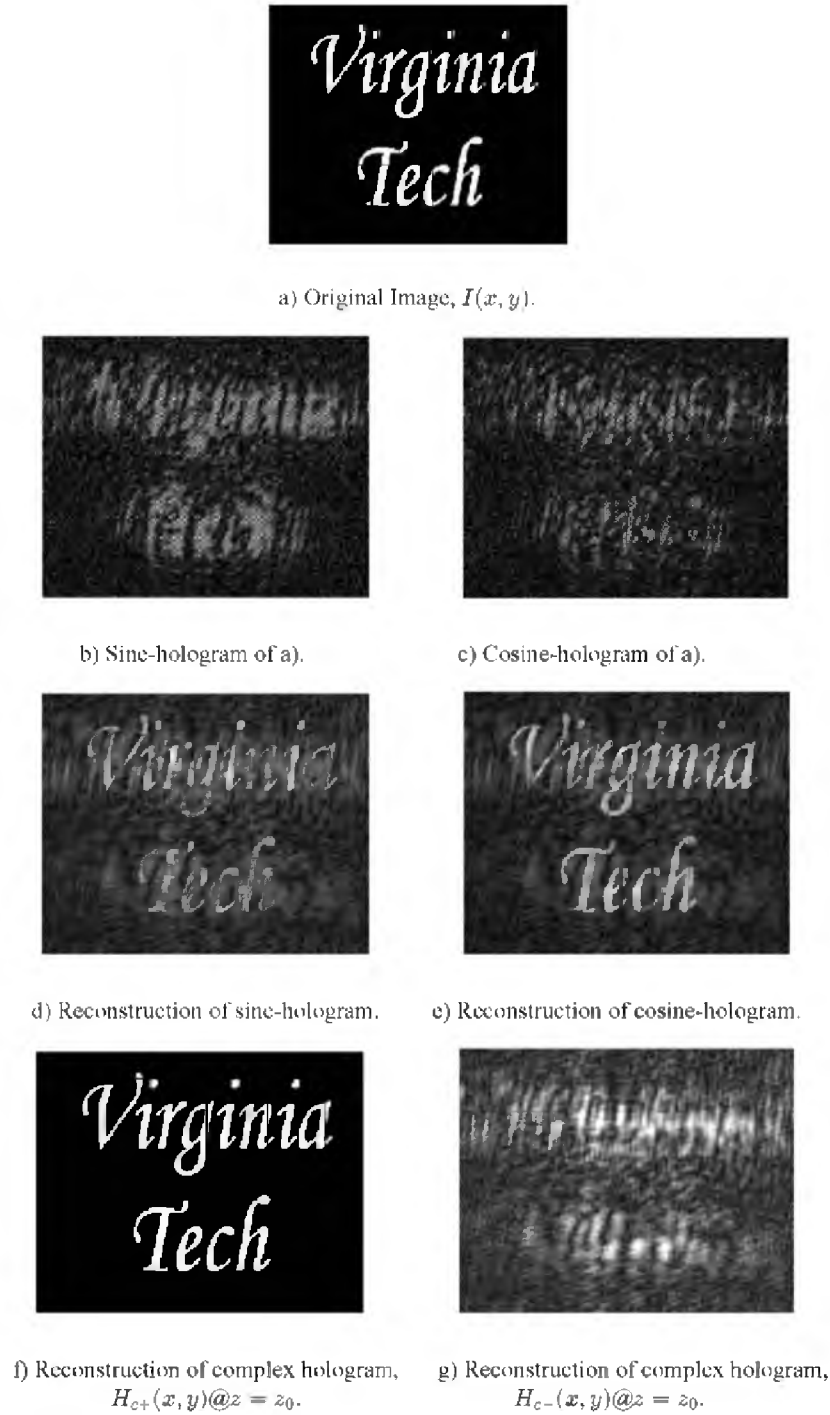 Virginia
Tech
a) Original Image, I(x, y).
b) Sine-hologram of a).
c) Cosine-hologram of a).
Virginia
Tech
Virginia
Tech
d) Reconstruction of sine-hologram.
e) Reconstruction of cosine-hologram.
Virginia
Tech
f) Reconstruction of complex hologram,
H_{c+}(x, y)@z = z_0.
g) Reconstruction of complex hologram,
H_{c-}(x, y)@z = z_0.